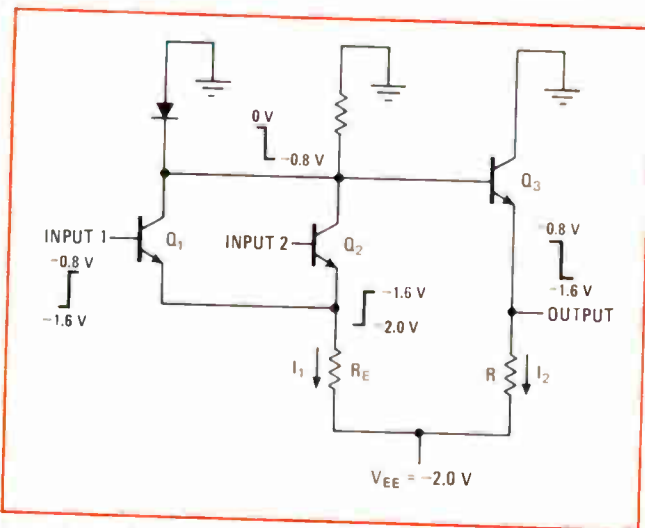 0 V
−0.8 V
Q3
INPUT 1
Q1
INPUT 2
Q2
−0.8 V
−1.6 V
−1.6 V
−2.0 V
−0.8 V
−1.6 V
OUTPUT
I1
RE
R
I2
VEE = −2.0 V